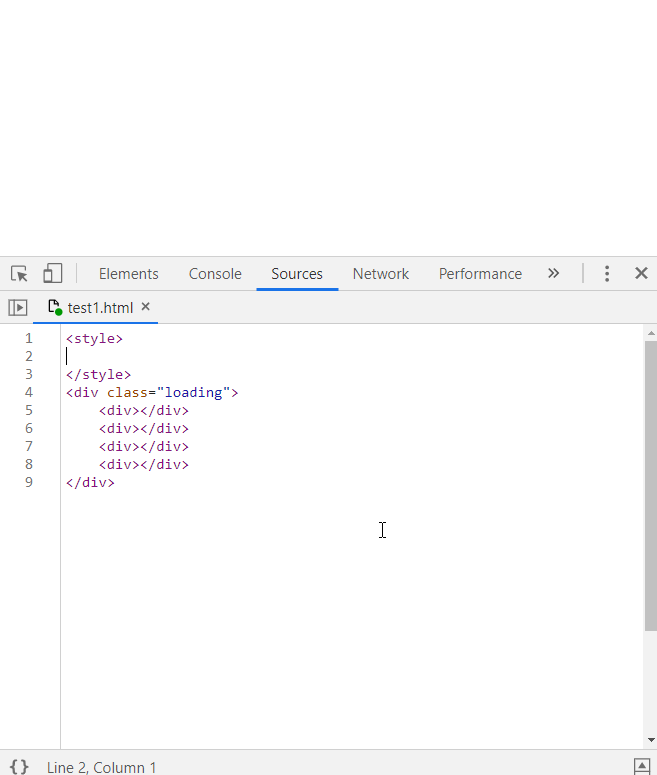 Elements Console Sources Network Performance
test1.html
1 <style>
2
3 </style>
4 <div class="loading">
5     <div></div>
6     <div></div>
7     <div></div>
8     <div></div>
9 </div>
{} Line 2, Column 1